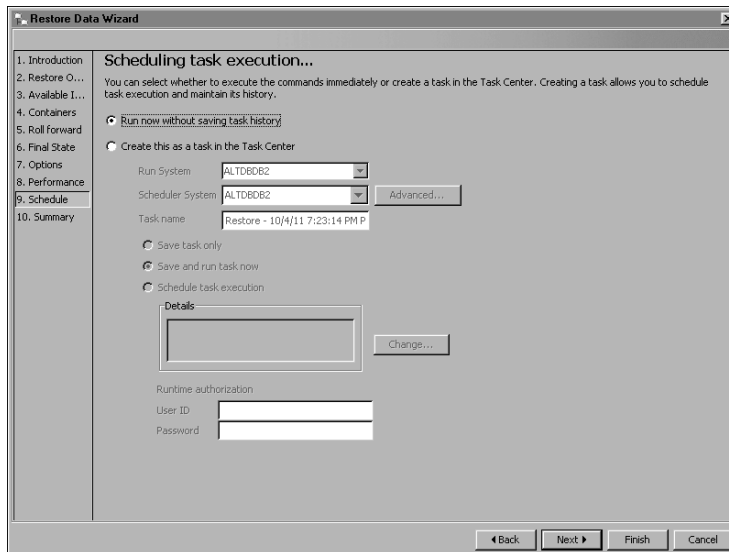 Restore Data Wizard
1. Introduction
2. Restore O...
3. Available I...
4. Containers
5. Roll forward
6. Final State
7. Options
8. Performance
9. Schedule
10. Summary
Scheduling task execution...
You can select whether to execute the commands immediately or create a task in the Task Center. Creating a task allows you to schedule
task execution and maintain its history.
Run now without saving task history
Create this as a task in the Task Center
Run System ALTDBDB2
Scheduler System ALTDBDB2 Advanced...
Task name Restore - 10/4/11 7:23:14 PM P
Save task only
Save and run task now
Schedule task execution
Details
Change...
Runtime authorization
User ID
Password
Back Next Finish Cancel